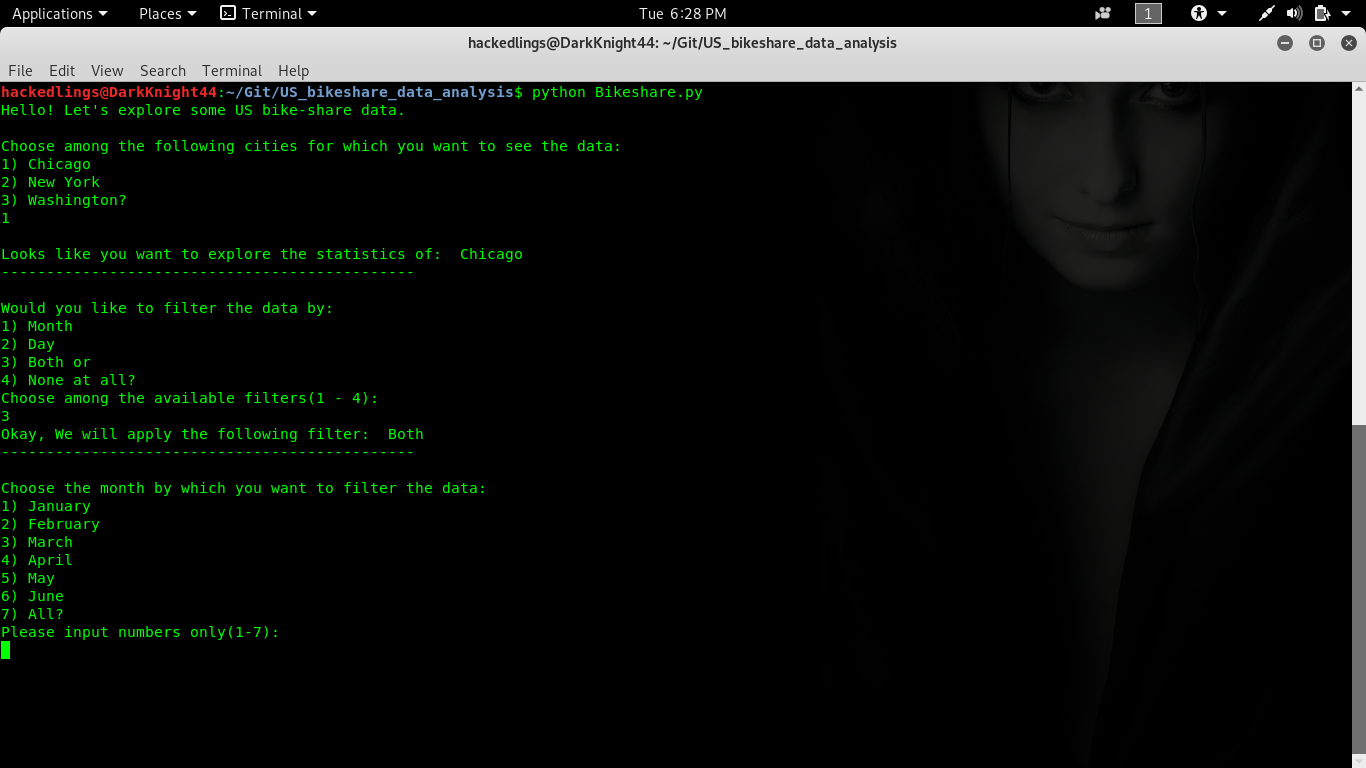 Applications Places Terminal Tue 6:28 PM 1
hackedlings@DarkKnight44: ~/Git/US_bikeshare_data_analysis
File Edit View Search Terminal Help
hackedlings@DarkKnight44:~/Git/US_bikeshare_data_analysis$ python Bikeshare.py
Hello! Let's explore some US bike-share data.
Choose among the following cities for which you want to see the data:
1) Chicago
2) New York
3) Washington?
1
Looks like you want to explore the statistics of:  Chicago
----------------------------------------------
Would you like to filter the data by:
1) Month
2) Day
3) Both or
4) None at all?
Choose among the available filters(1 - 4):
3
Okay, We will apply the following filter:  Both
----------------------------------------------
Choose the month by which you want to filter the data:
1) January
2) February
3) March
4) April
5) May
6) June
7) All?
Please input numbers only(1-7):